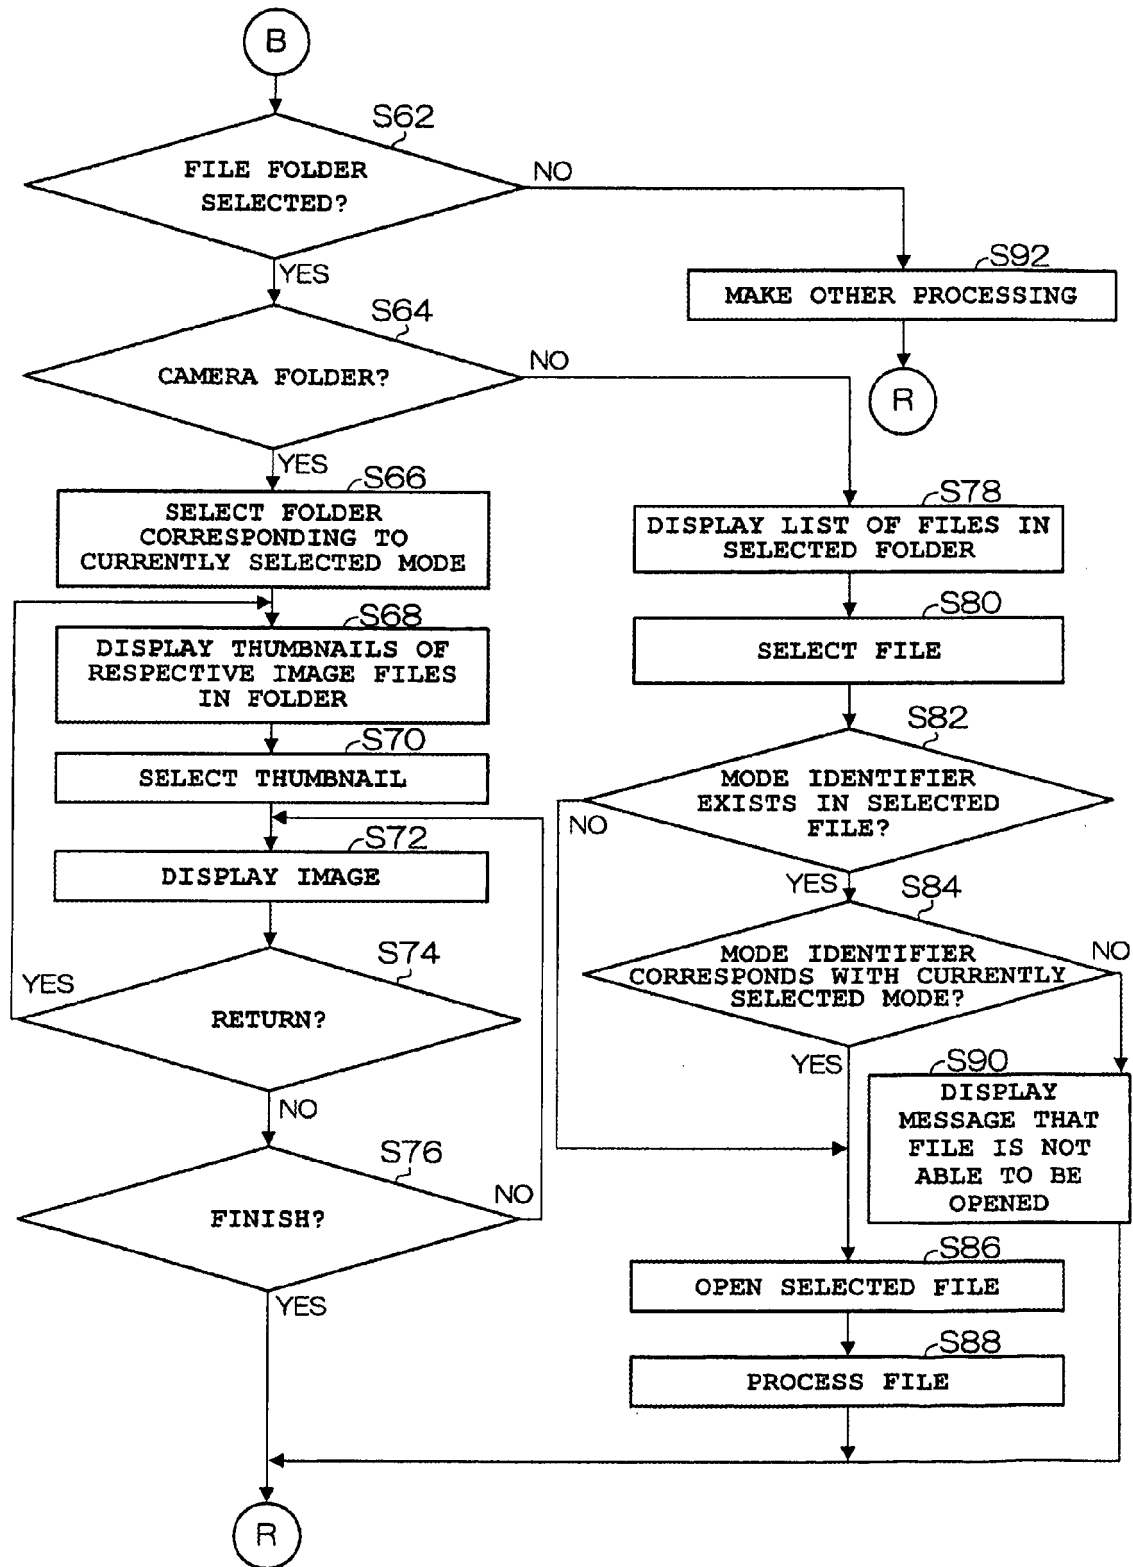 B
S62
FILE FOLDER
SELECTED?
NO
YES
S92
MAKE OTHER PROCESSING
R
S64
CAMERA FOLDER?
NO
YES
S66
SELECT FOLDER
CORRESPONDING TO
CURRENTLY SELECTED MODE
S68
DISPLAY THUMBNAILS OF
RESPECTIVE IMAGE FILES
IN FOLDER
S70
SELECT THUMBNAIL
S72
DISPLAY IMAGE
S74
YES
RETURN?
NO
S76
NO
FINISH?
YES
S78
DISPLAY LIST OF FILES IN
SELECTED FOLDER
S80
SELECT FILE
S82
MODE IDENTIFIER
EXISTS IN SELECTED
FILE?
NO
YES
S84
MODE IDENTIFIER
CORRESPONDS WITH CURRENTLY
SELECTED MODE?
NO
YES
S90
DISPLAY
MESSAGE THAT
FILE IS NOT
ABLE TO BE
OPENED
S86
OPEN SELECTED FILE
S88
PROCESS FILE
R